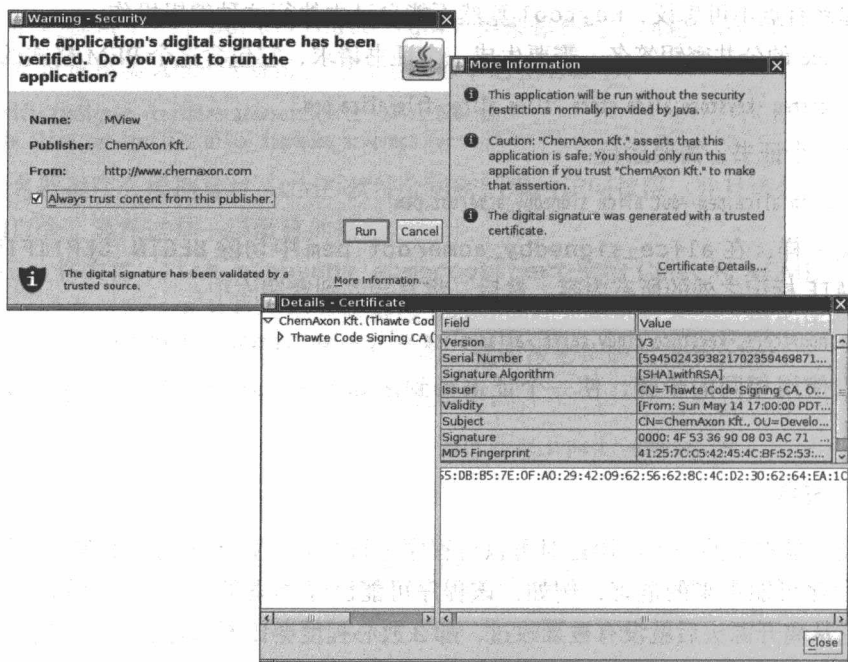 Warning - Security
The application's digital signature has been
verified. Do you want to run the
application?
Name: MView
Publisher: ChemAxon Kft.
From: http://www.chemaxon.com
Always trust content from this publisher.
Run Cancel
The digital signature has been validated by a
trusted source.
More Information...
More Information
This application will be run without the security
restrictions normally provided by Java.
Caution: "ChemAxon Kft." asserts that this
application is safe. You should only run this
application if you trust "ChemAxon Kft." to make
that assertion.
The digital signature was generated with a trusted
certificate.
Certificate Details...
Details - Certificate
ChemAxon Kft. (Thawte Cod
Thawte Code Signing CA (
Field Value
Version V3
Serial Number [5945024393821702359469871...
Signature Algorithm [SHA1withRSA]
Issuer CN=Thawte Code Signing CA, O...
Validity [From: Sun May 14 17:00:00 PDT...
Subject CN=ChemAxon Kft., OU=Develo...
Signature 0000: 4F 53 36 90 08 03 AC 71 ...
MD5 Fingerprint 41:25:7C:C5:42:45:4C:BF:52:53:...
55:DB:B5:7E:0F:A0:29:42:09:62:56:62:8C:4C:D2:30:62:64:EA:1C
Close